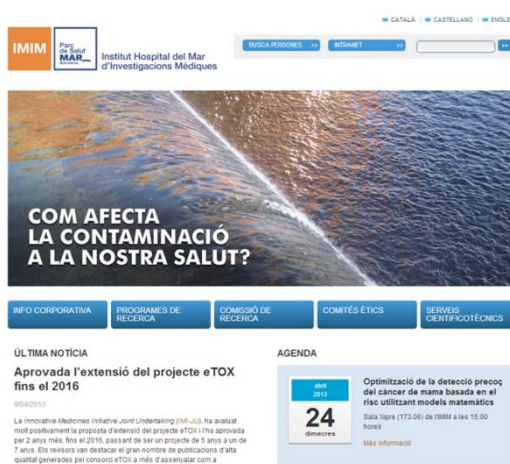 CATALÀ CASTELLANO ENGLIS
IMIM
Parc
de Salut
MAR
Barcelona
Institut Hospital del Mar
d'Investigacions Mèdiques
BUSCA PERSONES >>
INTRANET >>
>>
COM AFECTA
LA CONTAMINACIÓ
A LA NOSTRA SALUT?
INFO CORPORATIVA
PROGRAMES DE
RECERCA
COMISSIÓ DE
RECERCA
COMITÈS ÈTICS
SERVEIS
CIENTIFICOTÈCNICS
ÚLTIMA NOTÍCIA
Aprovada l'extensió del projecte eTOX
fins el 2016
9/04/2013
La Innovative Medicines Initiative Joint Undertaking (IMI-JU), ha avaluat
molt positivament la proposta d'extensió del projecte eTOX i l'ha aprovada
per 2 anys més, fins el 2016, passant de ser un projecte de 5 anys a un de
7 anys. Els revisors van destacar el gran nombre de publicacions d'alta
qualitat generades pel consorci eTOX a més d'assenyalar com a
AGENDA
abril
2013
24
dimecres
Optimització de la detecció precoç
del càncer de mama basada en el
risc utilitzant models matemàtics
Sala Xipre (173.06) de l'IMIM a les 15:00
hores
Més informació